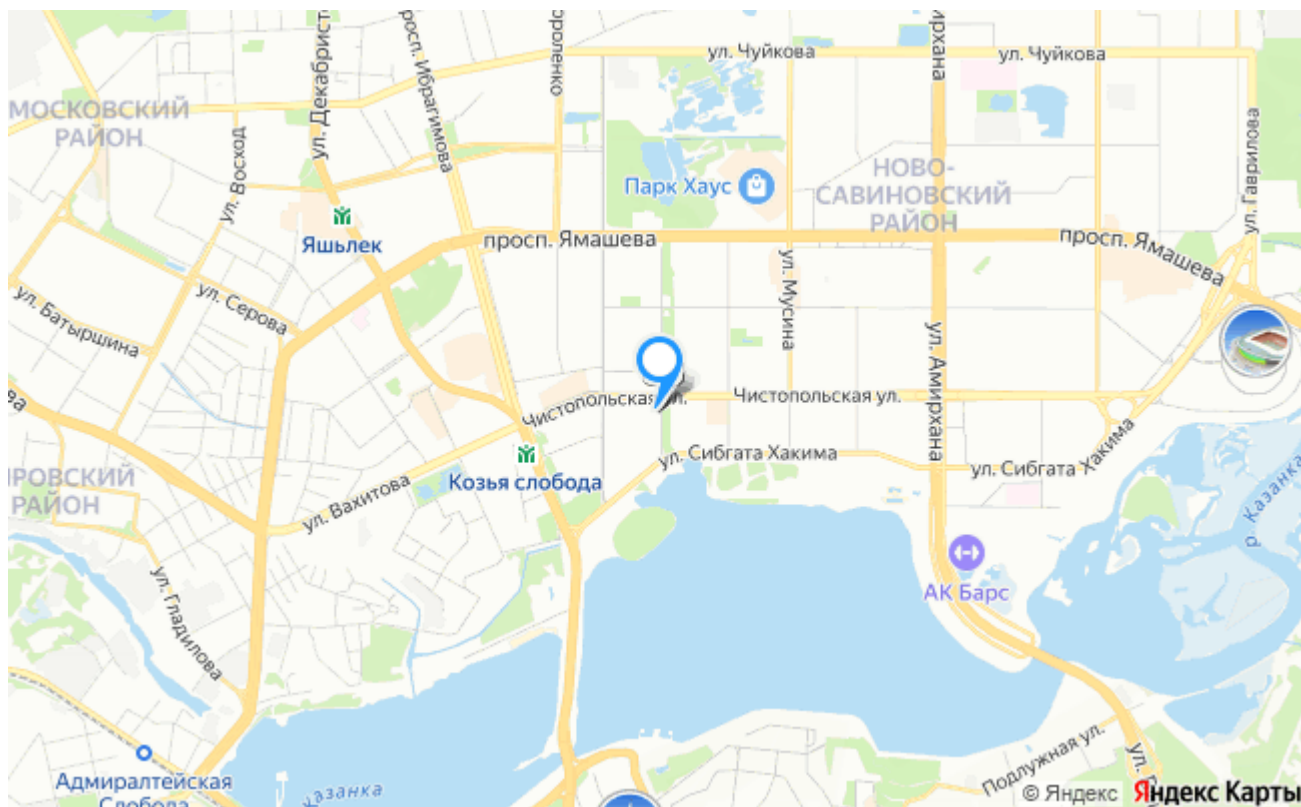 ул. Чуйкова
ул. Чуйкова
ул. Декабрист
просп. Ибрагимова
МОСКОВСКИЙ
РАЙОН
ул. Восход
ул. Гаврилова
Парк Хаус
НОВО-
САВИНОВСКИЙ
РАЙОН
Яшьлек
просп. Ямашева
просп. Ямашева
ул. Батыршина
ул. Серова
ул. Мусина
ул. Амирхана
Чистопольская ул.
Чистопольская ул.
ул. Сибгата Хакима
ул. Сибгата Хакима
Козья слобода
ул. Вахитова
РОВСКИЙ
РАЙОН
р. Казанка
АК Барс
ул. Гладилова
Подлужная ул.
Адмиралтейская
Слобода
© Яндекс Яндекс Карты